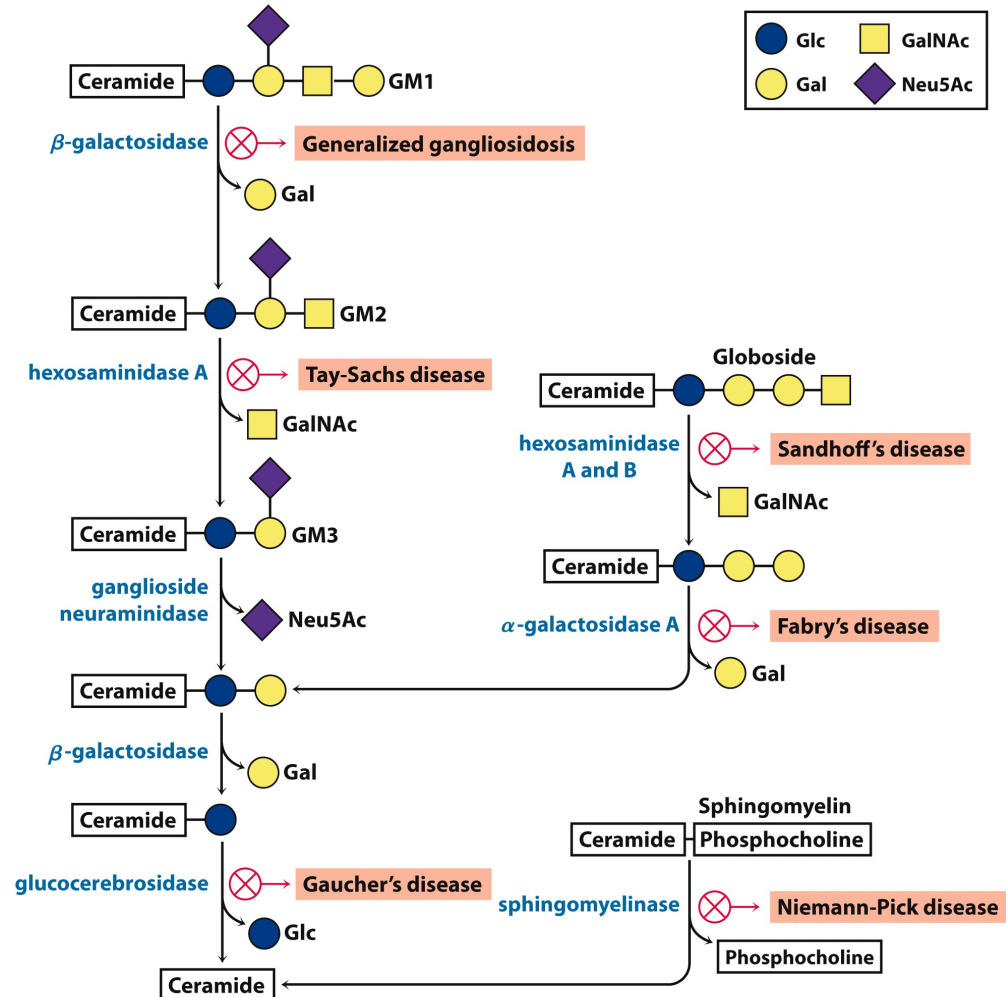 Glc
GalNAc
Gal
Neu5Ac
Ceramide
GM1
β-galactosidase
Generalized gangliosidosis
Gal
Ceramide
GM2
hexosaminidase A
Tay-Sachs disease
GalNAc
Ceramide
GM3
ganglioside
neuraminidase
Neu5Ac
Ceramide
β-galactosidase
Gal
Ceramide
glucocerebrosidase
Gaucher's disease
Glc
Ceramide
Globoside
Ceramide
hexosaminidase
A and B
Sandhoff's disease
GalNAc
Ceramide
α-galactosidase A
Fabry's disease
Gal
Sphingomyelin
Ceramide
Phosphocholine
sphingomyelinase
Niemann-Pick disease
Phosphocholine